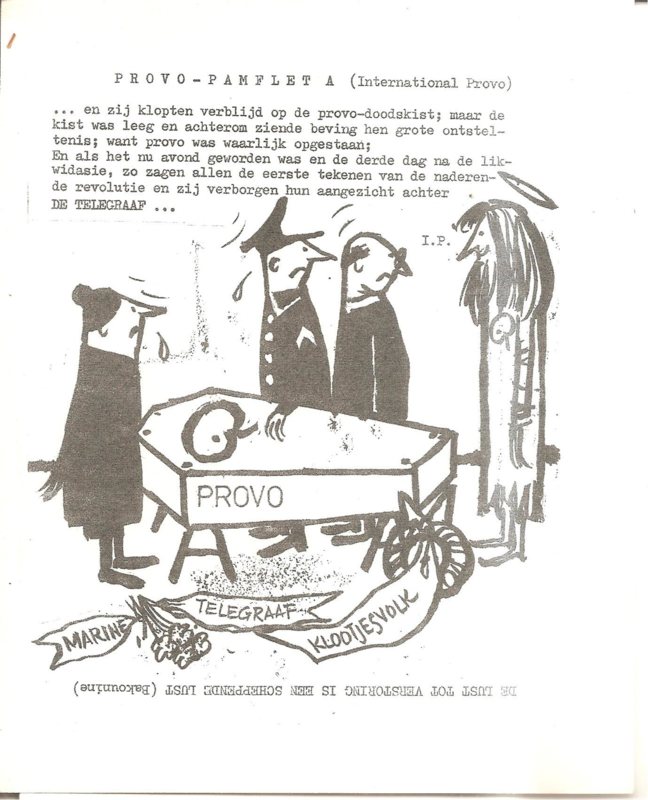 P R O V O - P A M F L E T A (International Provo)
... en zij klopten verblijd op de provo-doodskist; maar de
kist was leeg en achterom ziende beving hen grote ontstel-
tenis; want provo was waarlijk opgestaan;
En als het nu avond geworden was en de derde dag na de lik-
widasie, zo zagen allen de eerste tekenen van de naderen-
de revolutie en zij verborgen hun aangezicht achter
DE TELEGRAAF ...
I.P.
PROVO
MARINE
TELEGRAAF
KLOOTJESVOLK
DE LUST TOT VERSTORING IS EEN SCHEPPENDE LUST (Bakounine)